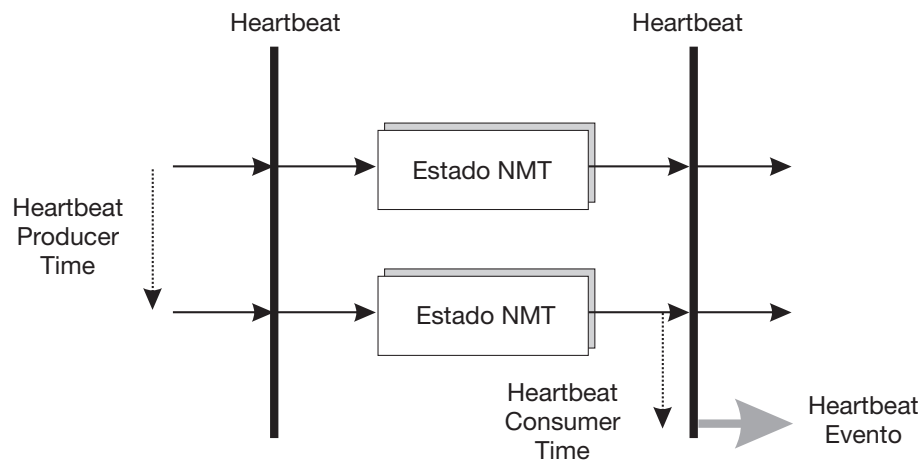 Heartbeat
Heartbeat
Estado NMT
Heartbeat
Producer
Time
Estado NMT
Heartbeat
Consumer
Time
Heartbeat
Evento